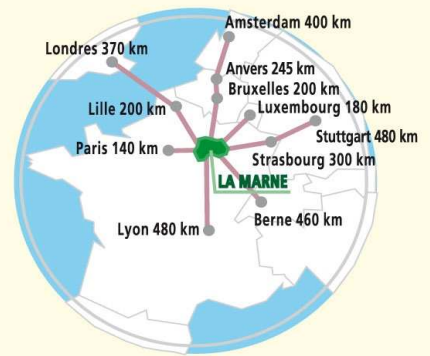 Amsterdam 400 km
Londres 370 km
Anvers 245 km
Bruxelles 200 km
Lille 200 km
Luxembourg 180 km
Stuttgart 480 km
Paris 140 km
Strasbourg 300 km
LA MARNE
Berne 460 km
Lyon 480 km